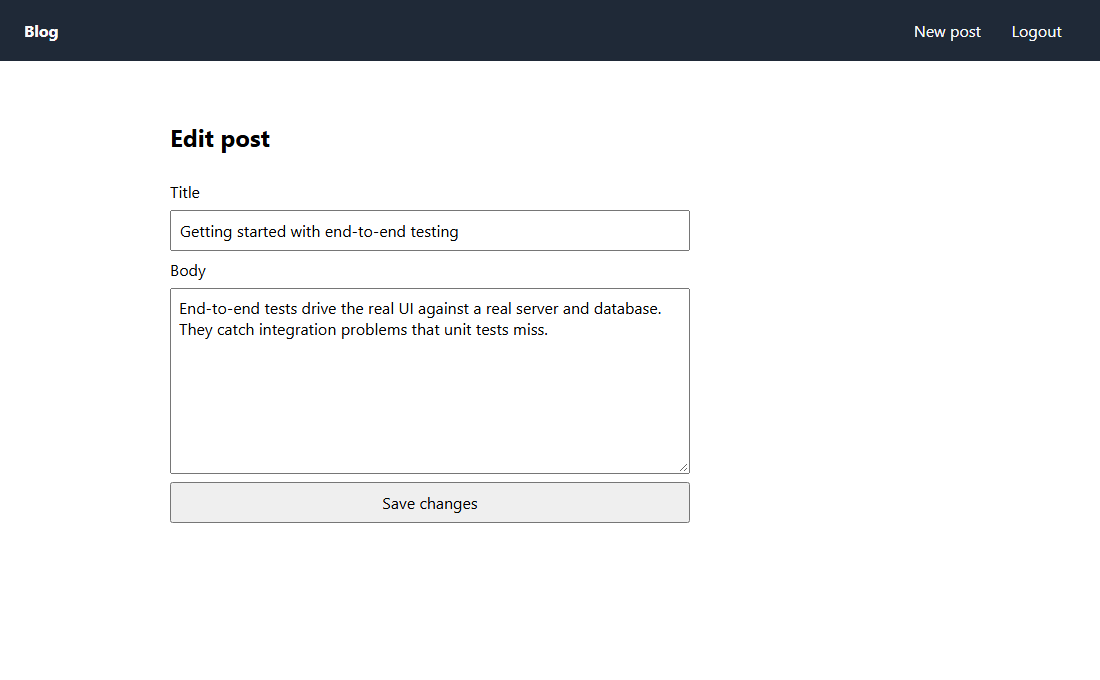 Blog
New post
Logout
Edit post
Title
Getting started with end-to-end testing
Body
End-to-end tests drive the real UI against a real server and database.
They catch integration problems that unit tests miss.
Save changes